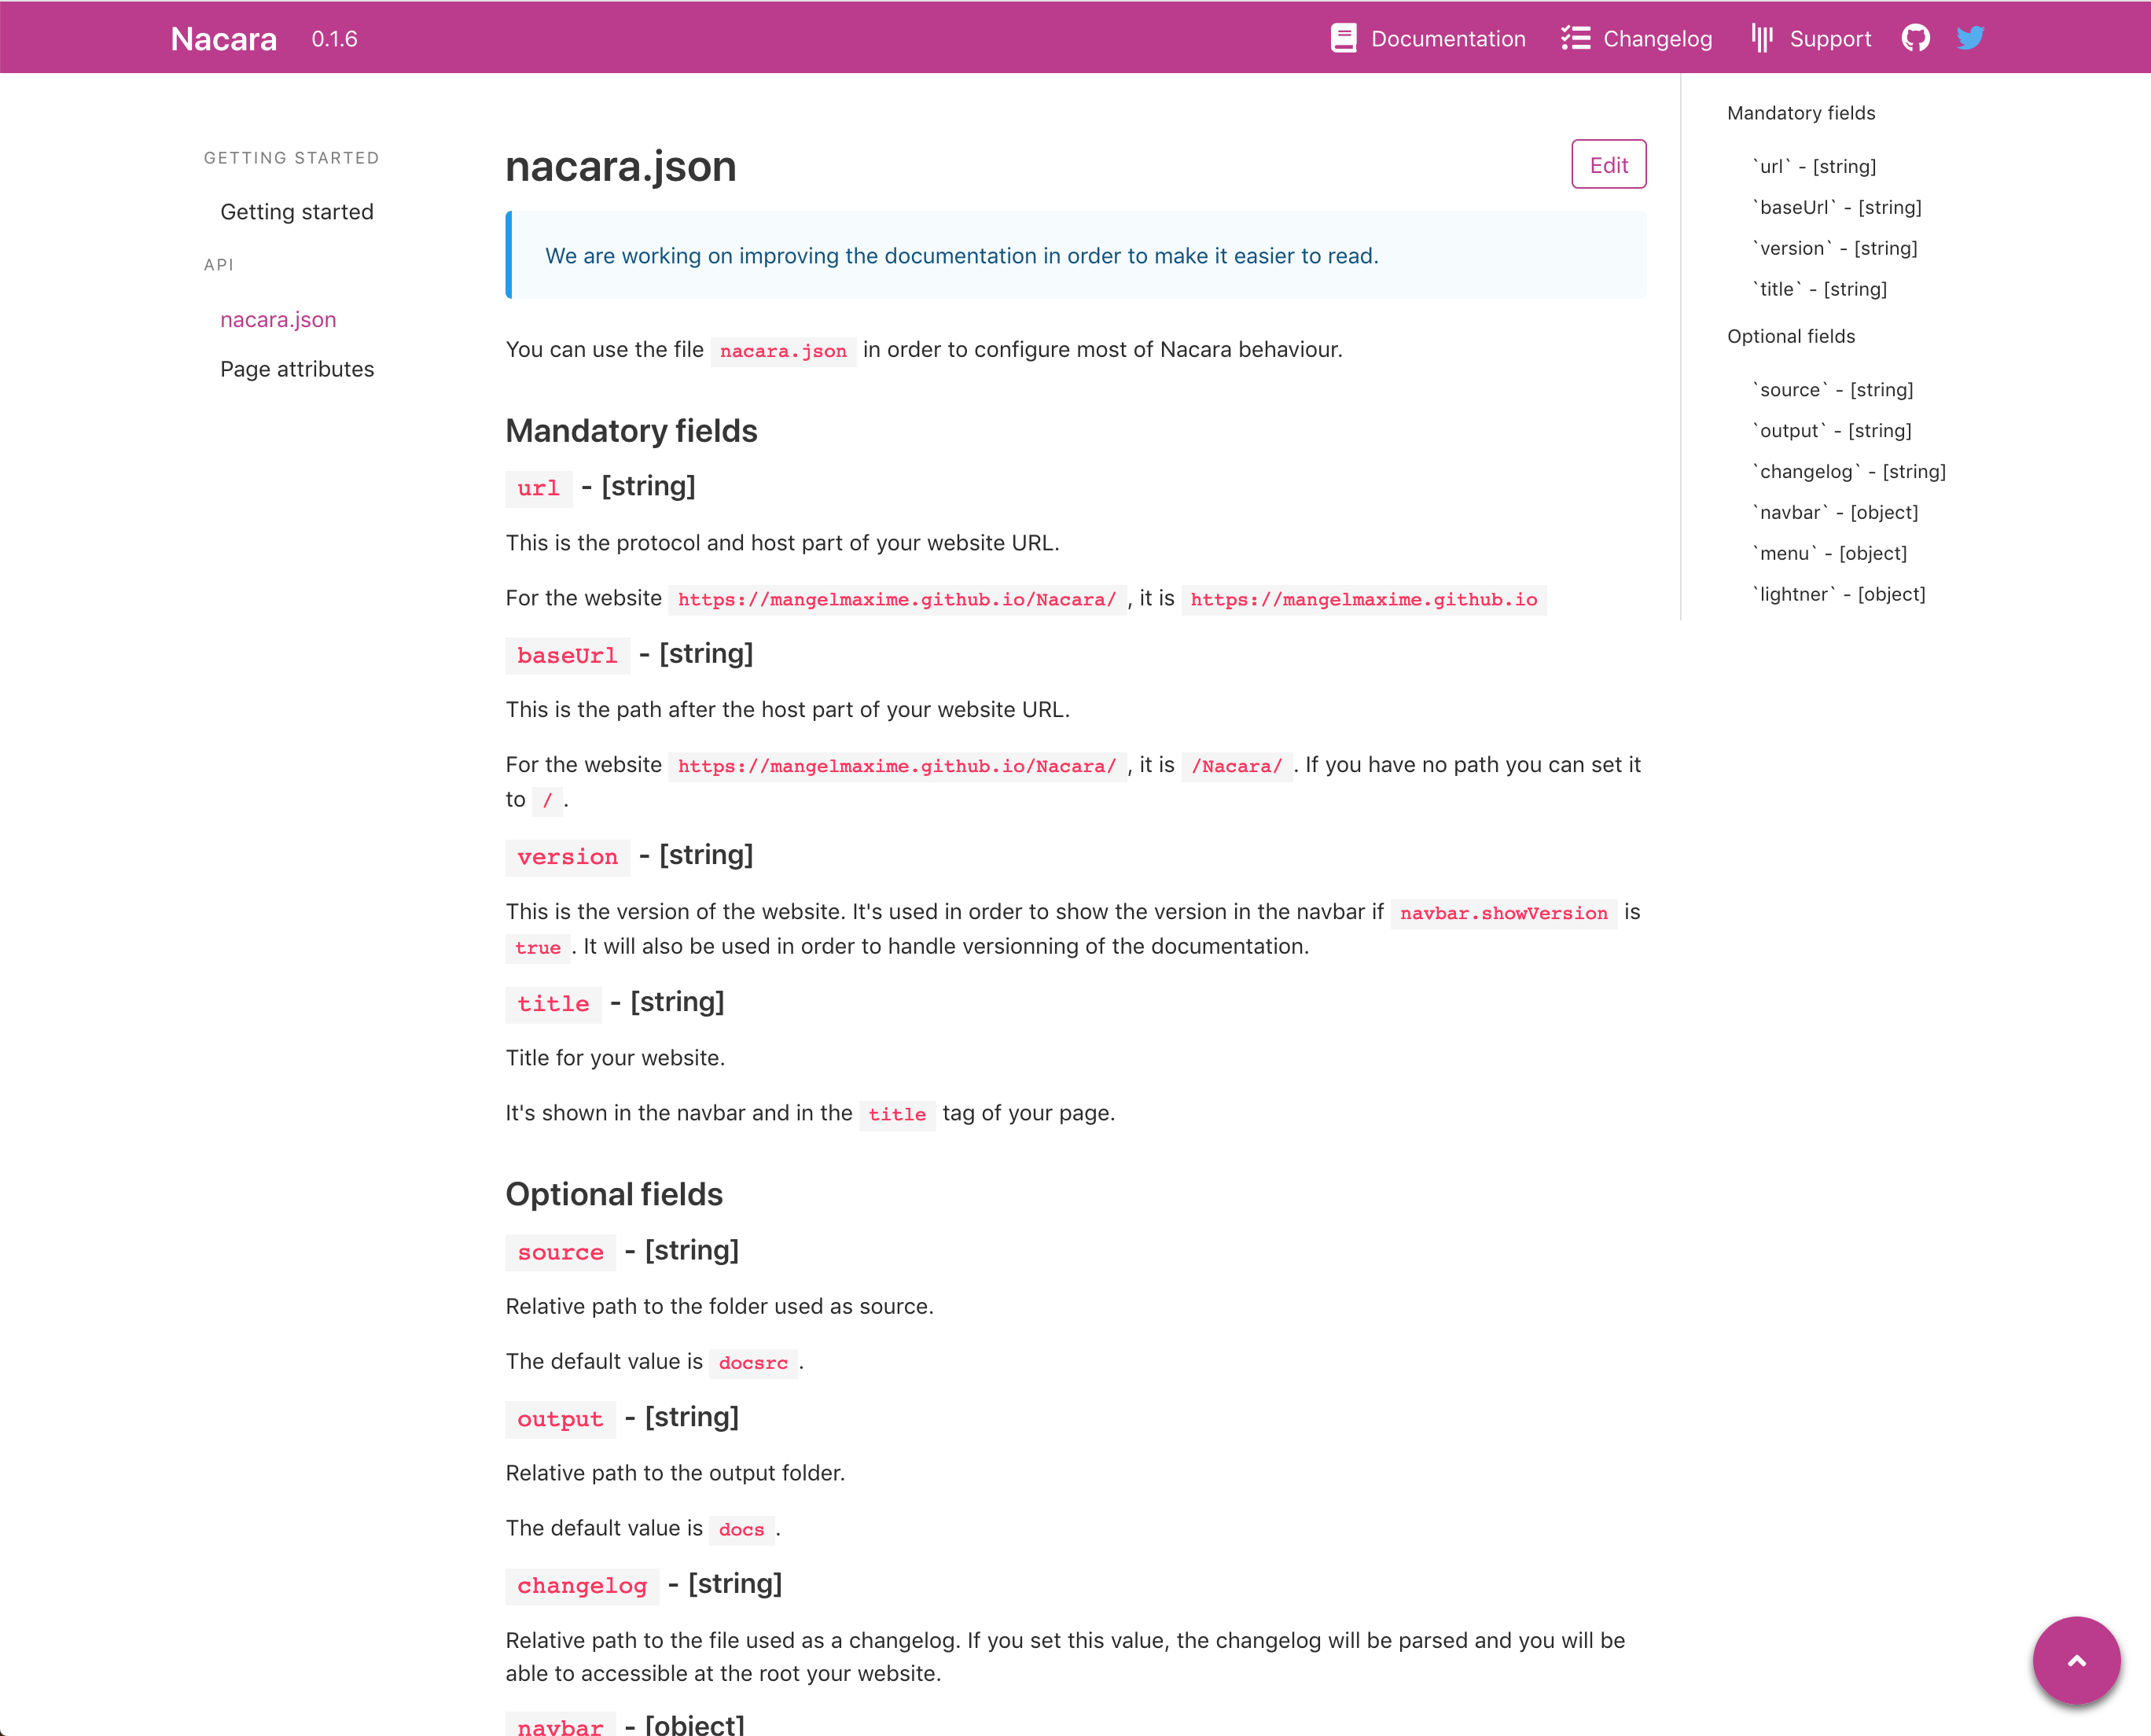 Nacara 0.1.6 Documentation Changelog Support
GETTING STARTED
Getting started
API
nacara.json
Page attributes
nacara.json
Edit
We are working on improving the documentation in order to make it easier to read.
You can use the file nacara.json in order to configure most of Nacara behaviour.
Mandatory fields
url - [string]
This is the protocol and host part of your website URL.
For the website https://mangelmaxime.github.io/Nacara/ , it is https://mangelmaxime.github.io
baseUrl - [string]
This is the path after the host part of your website URL.
For the website https://mangelmaxime.github.io/Nacara/ , it is /Nacara/ . If you have no path you can set it
to / .
version - [string]
This is the version of the website. It's used in order to show the version in the navbar if navbar.showVersion is
true . It will also be used in order to handle versionning of the documentation.
title - [string]
Title for your website.
It's shown in the navbar and in the title tag of your page.
Optional fields
source - [string]
Relative path to the folder used as source.
The default value is docsrc .
output - [string]
Relative path to the output folder.
The default value is docs .
changelog - [string]
Relative path to the file used as a changelog. If you set this value, the changelog will be parsed and you will be
able to accessible at the root your website.
navbar - [object]
Mandatory fields
`url` - [string]
`baseUrl` - [string]
`version` - [string]
`title` - [string]
Optional fields
`source` - [string]
`output` - [string]
`changelog` - [string]
`navbar` - [object]
`menu` - [object]
`lightner` - [object]